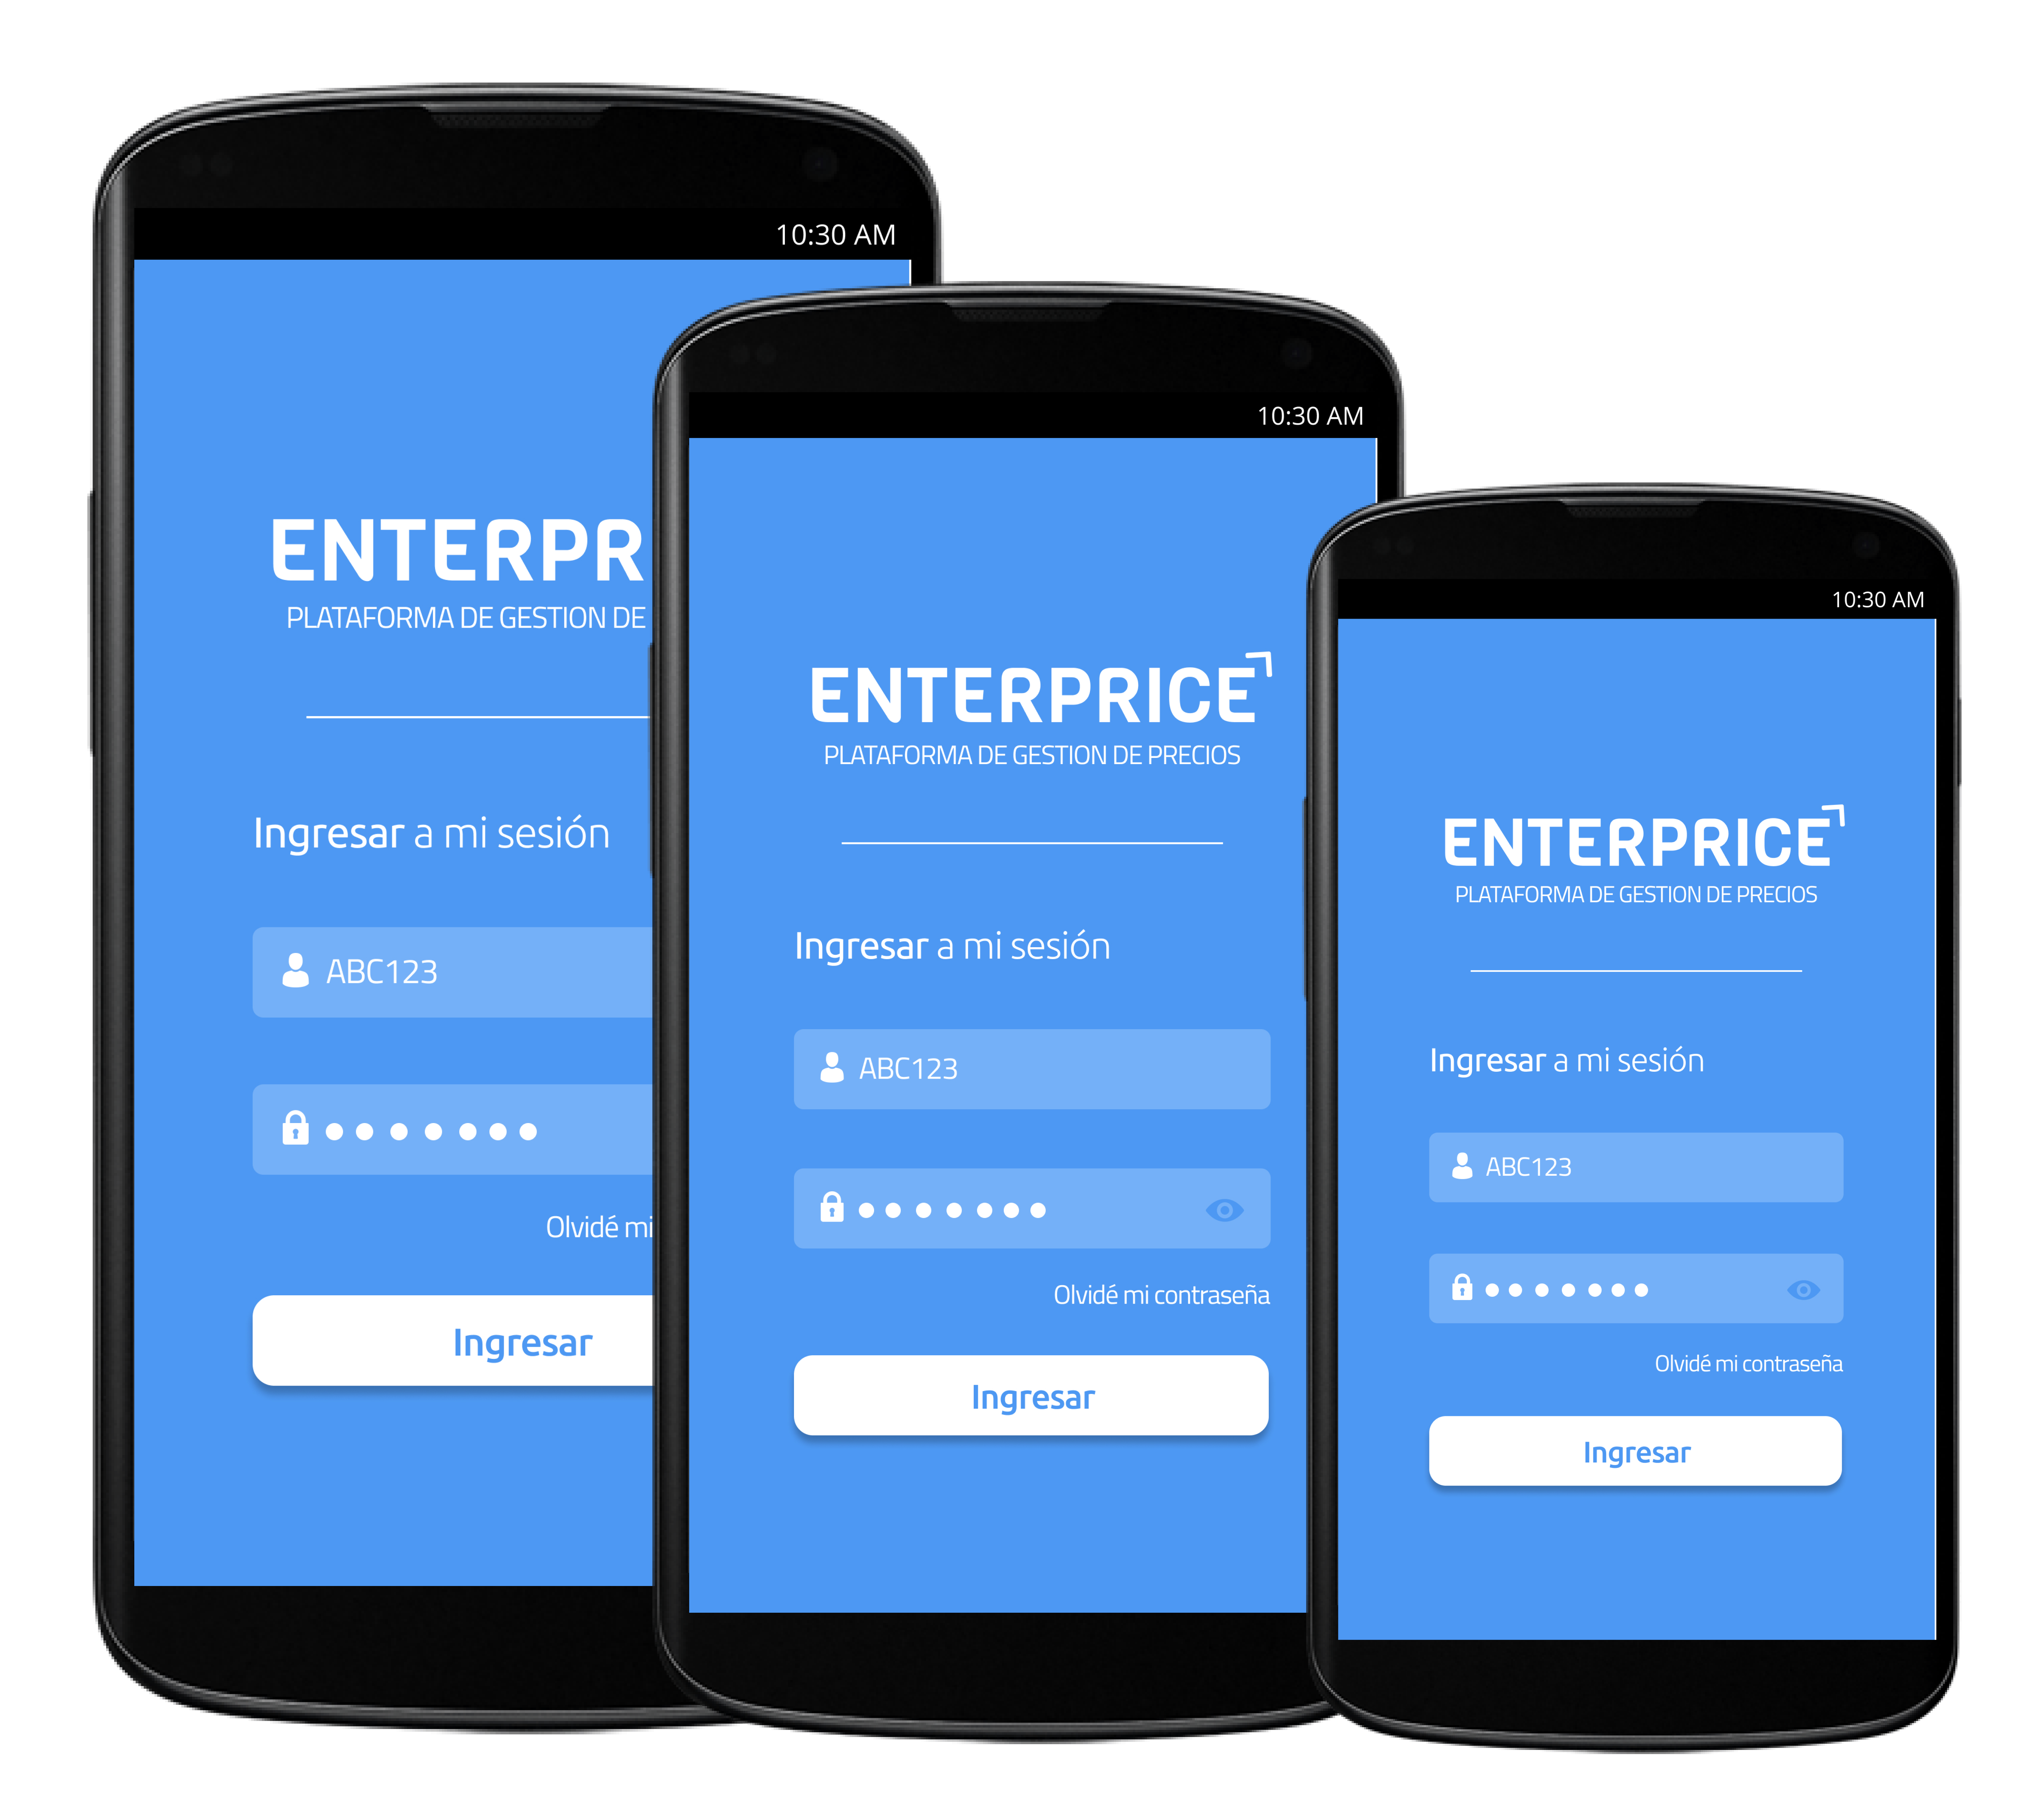 10:30 AM
ENTERPR
PLATAFORMA DE GESTION DE
Ingresar a mi sesión
ABC123
Olvidé mi
Ingresar
10:30 AM
ENTERPRICE
PLATAFORMA DE GESTION DE PRECIOS
Ingresar a mi sesión
ABC123
Olvidé mi contraseña
Ingresar
10:30 AM
ENTERPRICE
PLATAFORMA DE GESTION DE PRECIOS
Ingresar a mi sesión
ABC123
Olvidé mi contraseña
Ingresar